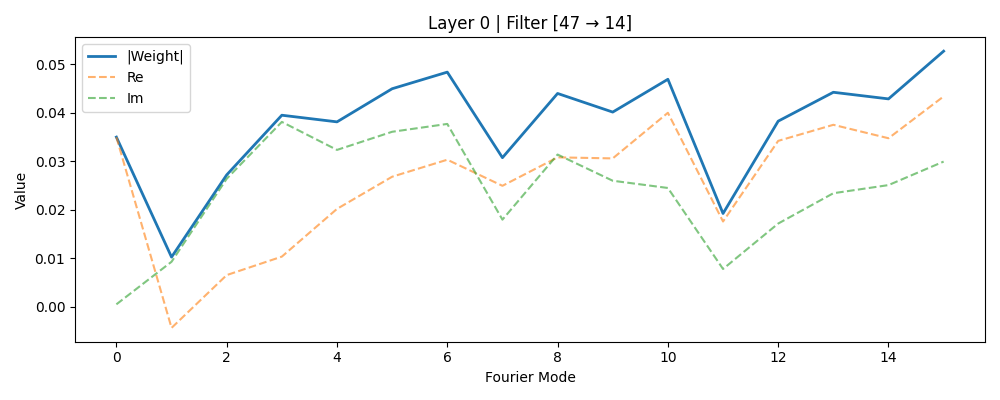 Layer 0 | Filter [47 → 14]
|Weight|
Re
Im
Value
0.05
0.04
0.03
0.02
0.01
0.00
0 2 4 6 8 10 12 14
Fourier Mode